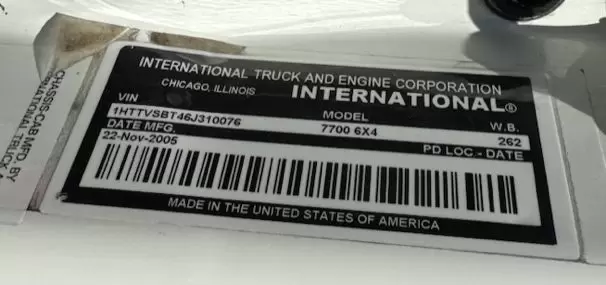 INTERNATIONAL TRUCK AND ENGINE CORPORATION
CHICAGO, ILLINOIS INTERNATIONAL®
VIN MODEL W.B.
1HTTVSBT46J310076 7700 6X4 262
DATE MFG. PD LOC - DATE
22-Nov-2005
MADE IN THE UNITED STATES OF AMERICA
CHASSIS-CAB MFD. BY